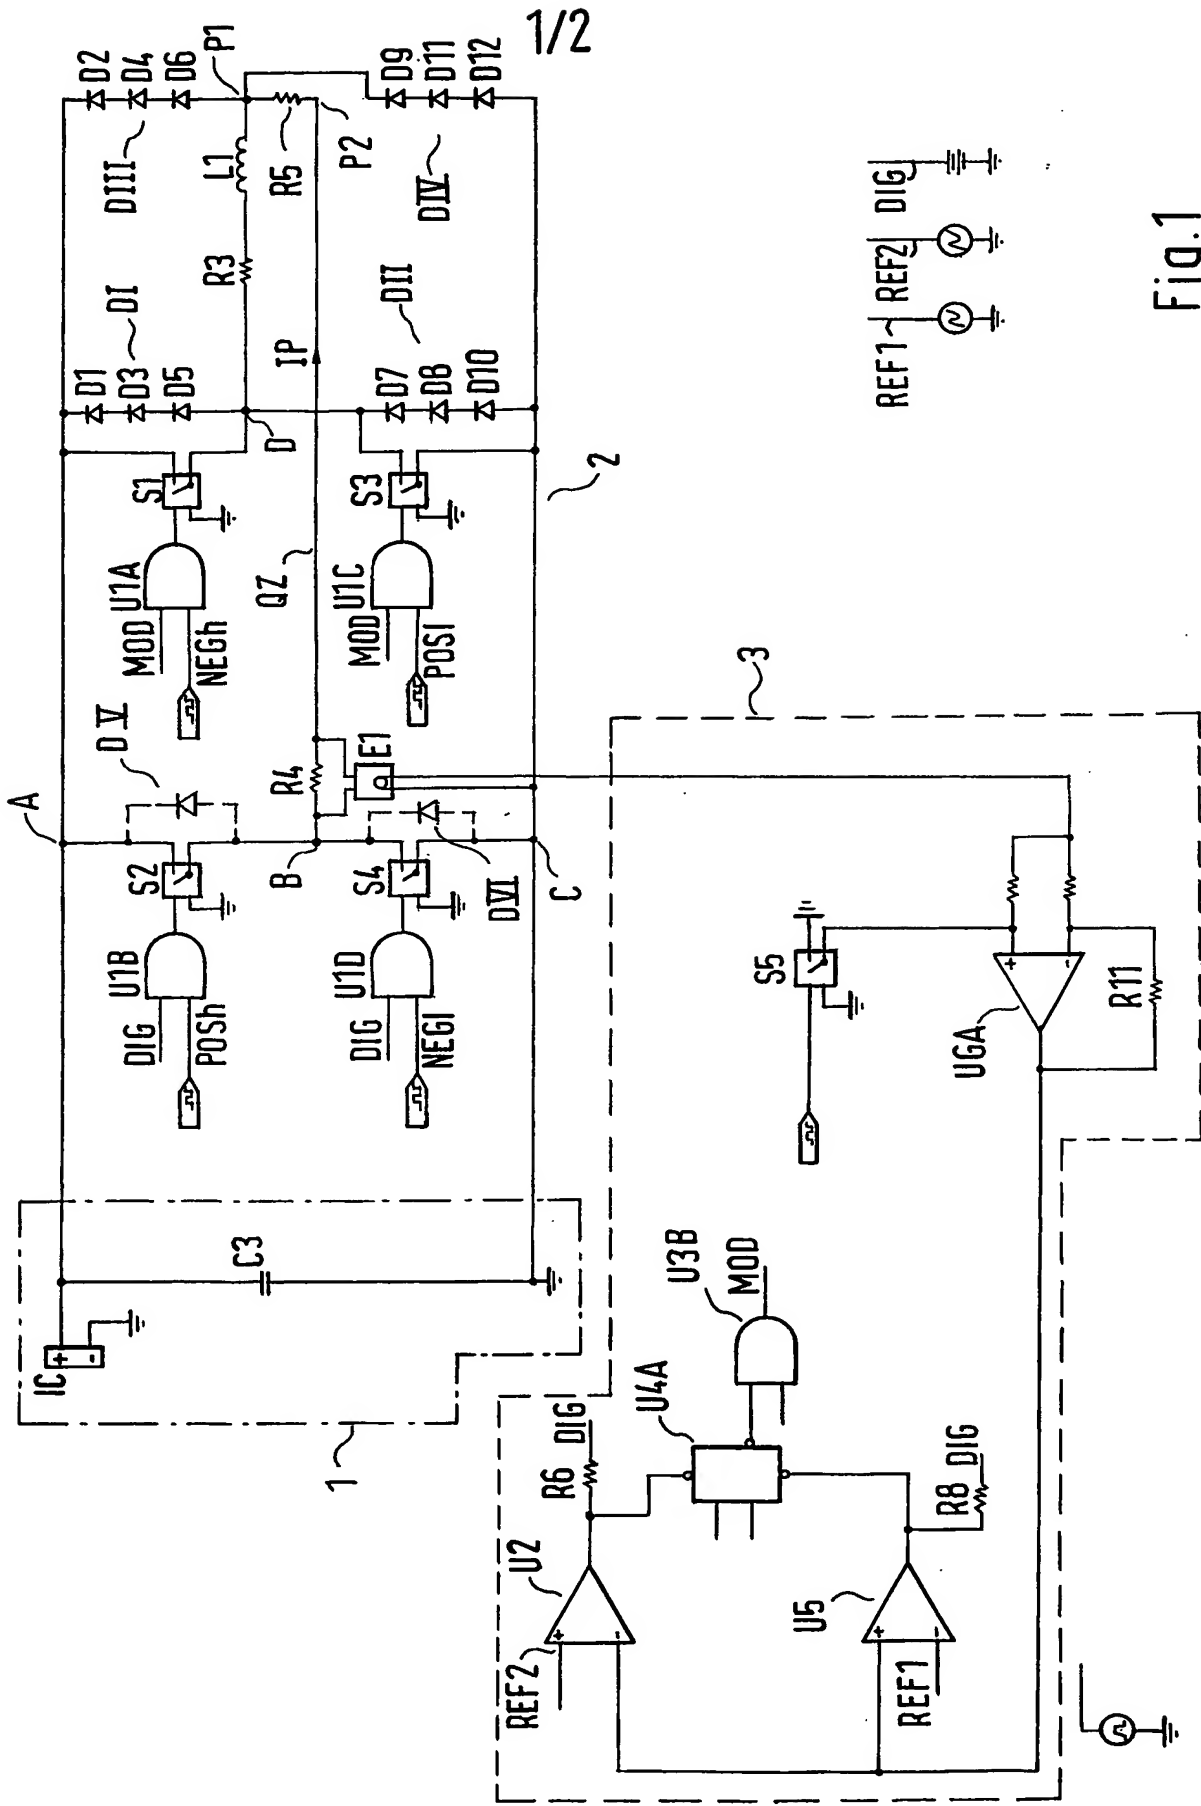 1/2
IC
C3
1
A
DIG
POSh
U1B
S2
D V
MOD
NEGh
U1A
S1
D1
D3
D5
DI
DIII
D2
D4
D6
P1
B
R4
E1
QZ
IP
D
R3
L1
R5
P2
DIG
NEGl
U1D
S4
DVI
C
MOD
POSl
U1C
S3
D7
D8
D10
DII
DIV
D9
D11
D12
2
3
REF2
+
-
U2
R6
DIG
U4A
U3B
MOD
S5
REF1
+
-
U5
R8
DIG
U6A
+
-
R11
REF1
REF2
DIG
+
-
Fig.1